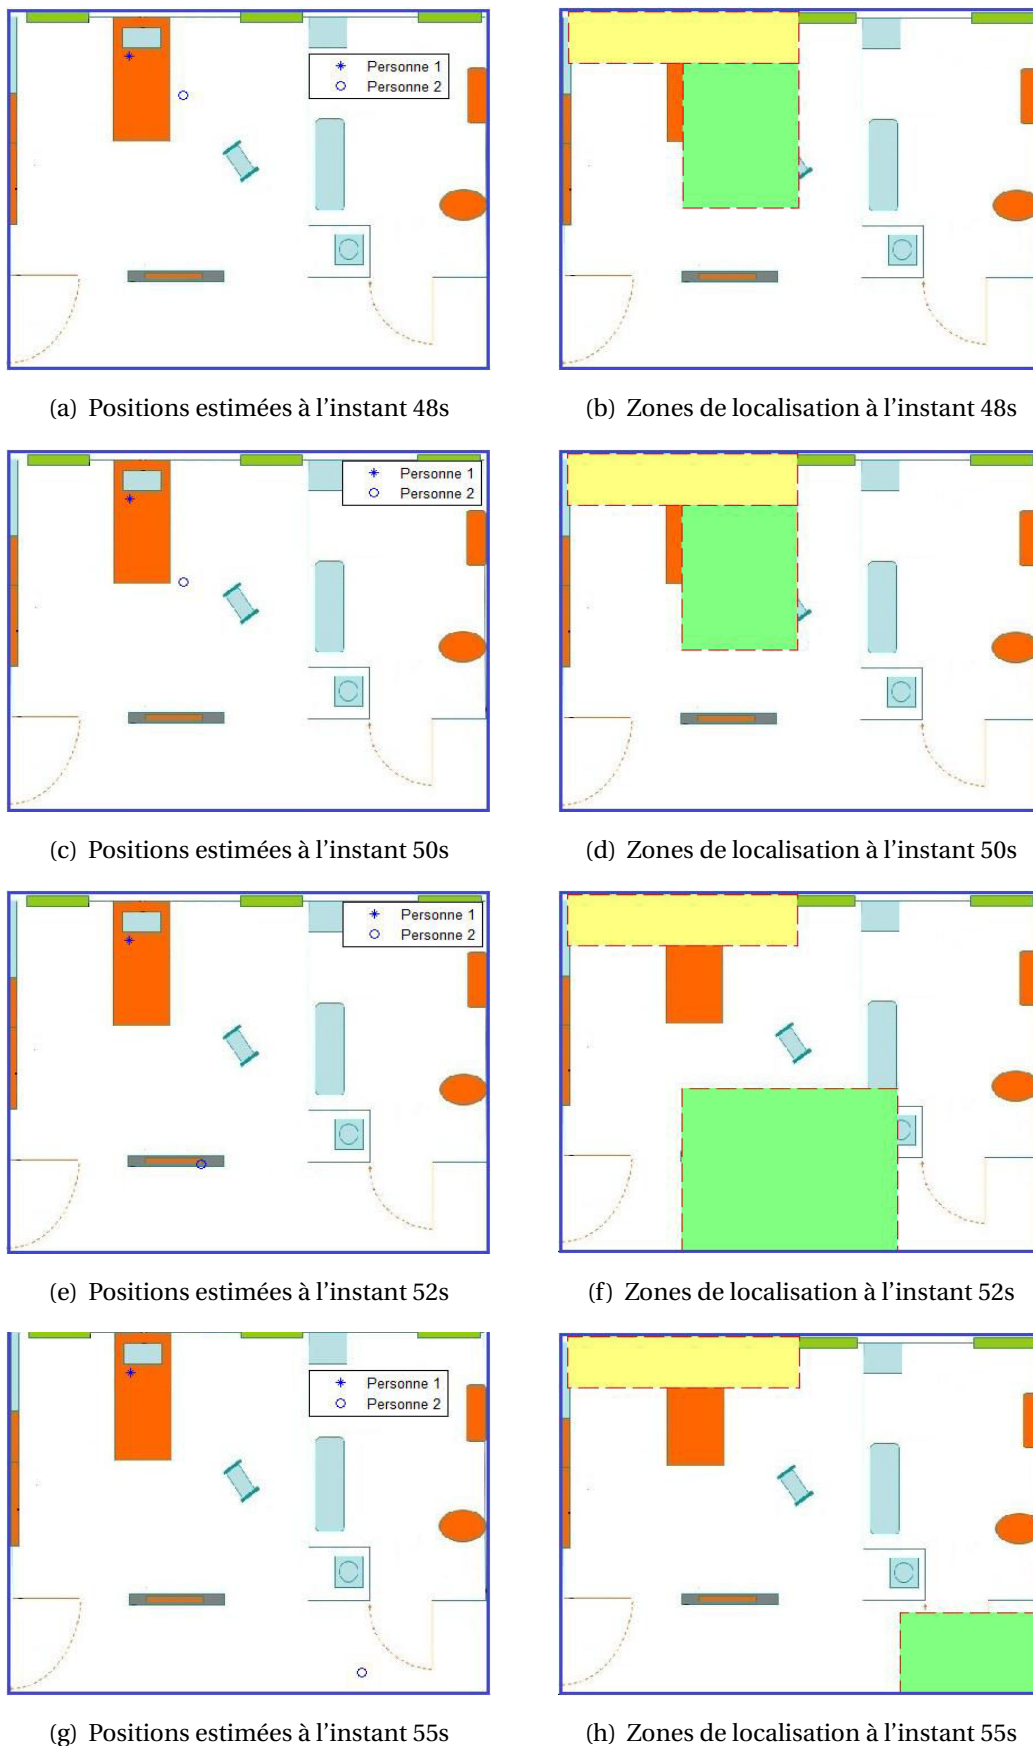 Personne 1
Personne 2
(a) Positions estimées à l'instant 48s
(b) Zones de localisation à l'instant 48s
Personne 1
Personne 2
(c) Positions estimées à l'instant 50s
(d) Zones de localisation à l'instant 50s
Personne 1
Personne 2
(e) Positions estimées à l'instant 52s
(f) Zones de localisation à l'instant 52s
Personne 1
Personne 2
(g) Positions estimées à l'instant 55s
(h) Zones de localisation à l'instant 55s